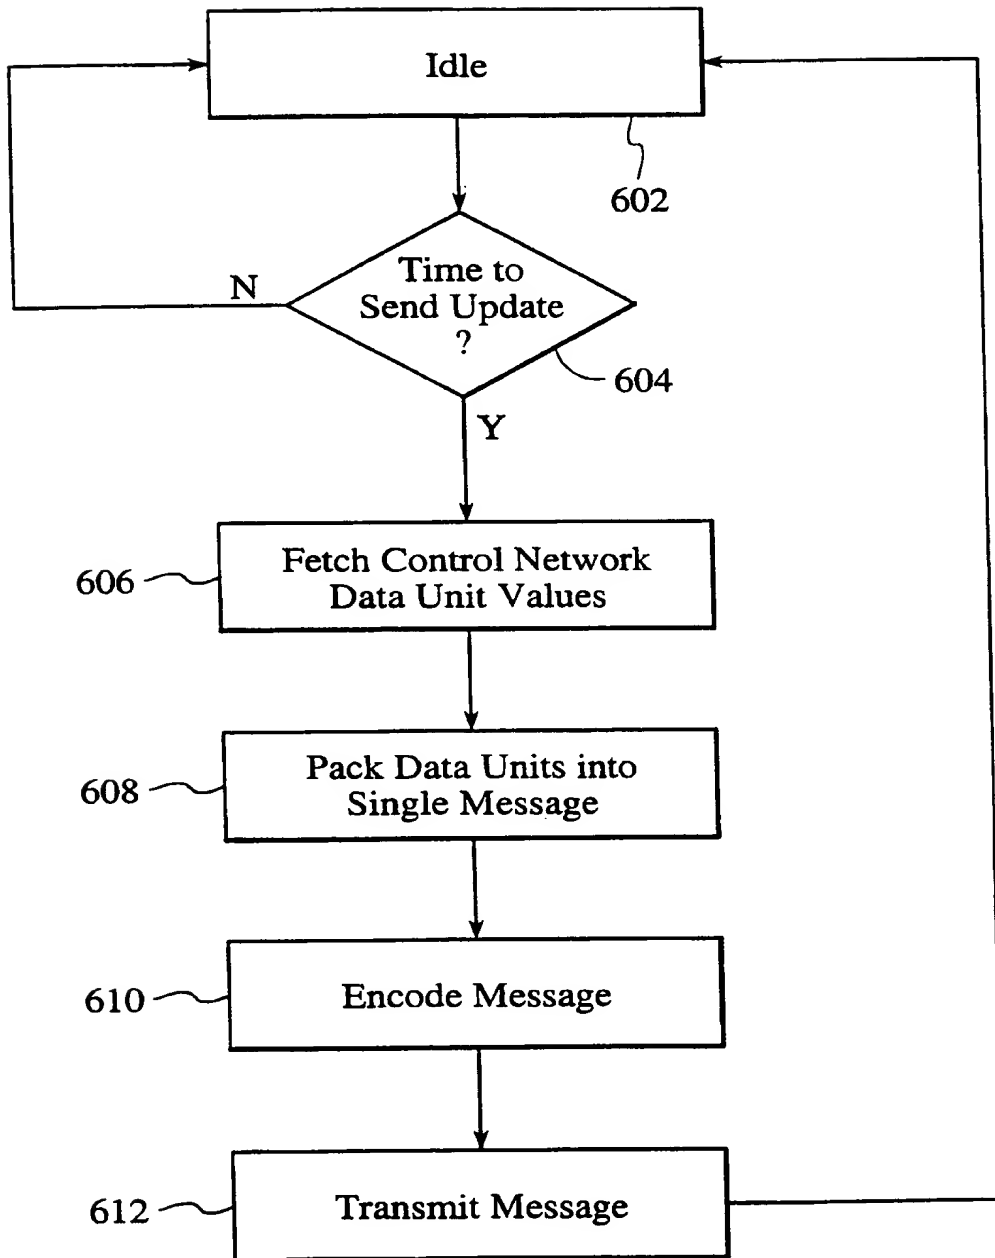 Idle
602
Time to
Send Update
?
N
604
Y
Fetch Control Network
Data Unit Values
606
Pack Data Units into
Single Message
608
Encode Message
610
Transmit Message
612